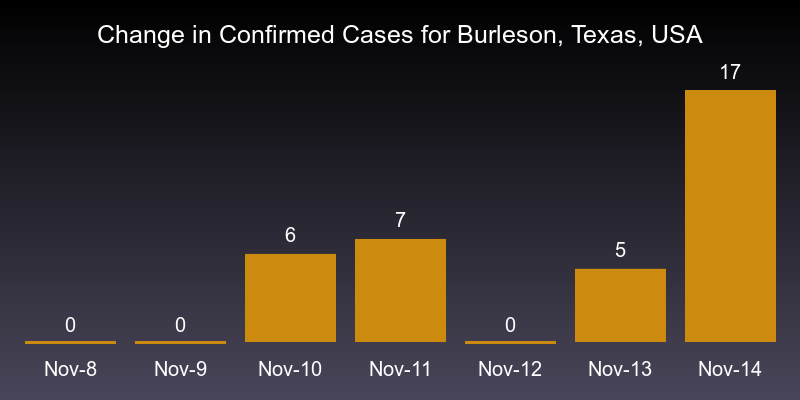 Change in Confirmed Cases for Burleson, Texas, USA
17
7
6
5
0
0
0
Nov-8
Nov-9
Nov-10
Nov-11
Nov-12
Nov-13
Nov-14